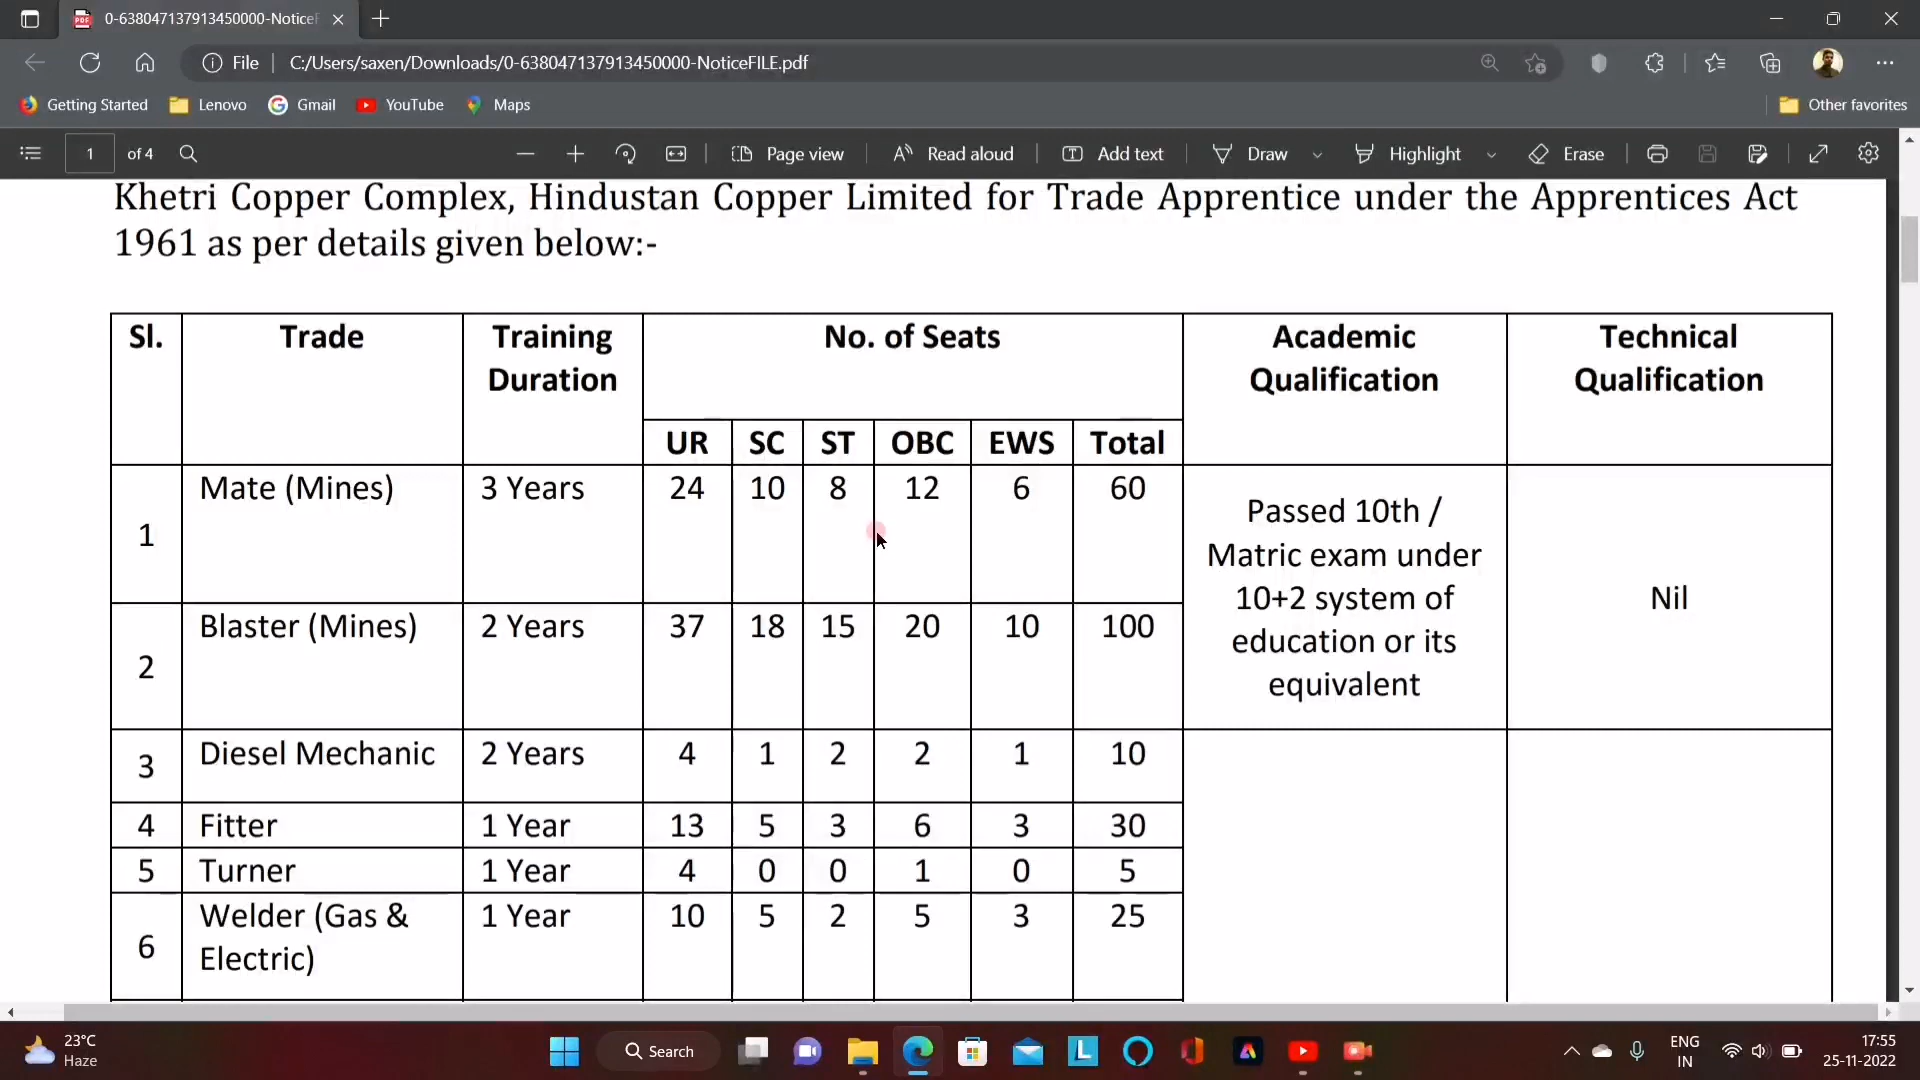 0-638047137913450000-NoticeF
File
C:/Users/saxen/Downloads/0-638047137913450000-NoticeFILE.pdf
Getting Started
Lenovo
Gmail
YouTube
Maps
Other favorites
1 of 4
Page view
Read aloud
Add text
Draw
Highlight
Erase
Khetri Copper Complex, Hindustan Copper Limited for Trade Apprentice under the Apprentices Act
1961 as per details given below:-
Sl. Trade Training Duration No. of Seats Academic Qualification Technical Qualification
UR SC ST OBC EWS Total
1 Mate (Mines) 3 Years 24 10 8 12 6 60
Passed 10th /
Matric exam under
10+2 system of
education or its
equivalent
Nil
2 Blaster (Mines) 2 Years 37 18 15 20 10 100
3 Diesel Mechanic 2 Years 4 1 2 2 1 10
4 Fitter 1 Year 13 5 3 6 3 30
5 Turner 1 Year 4 0 0 1 0 5
6 Welder (Gas & Electric) 1 Year 10 5 2 5 3 25
23°C
Haze
Search
ENG
IN
17:55
25-11-2022